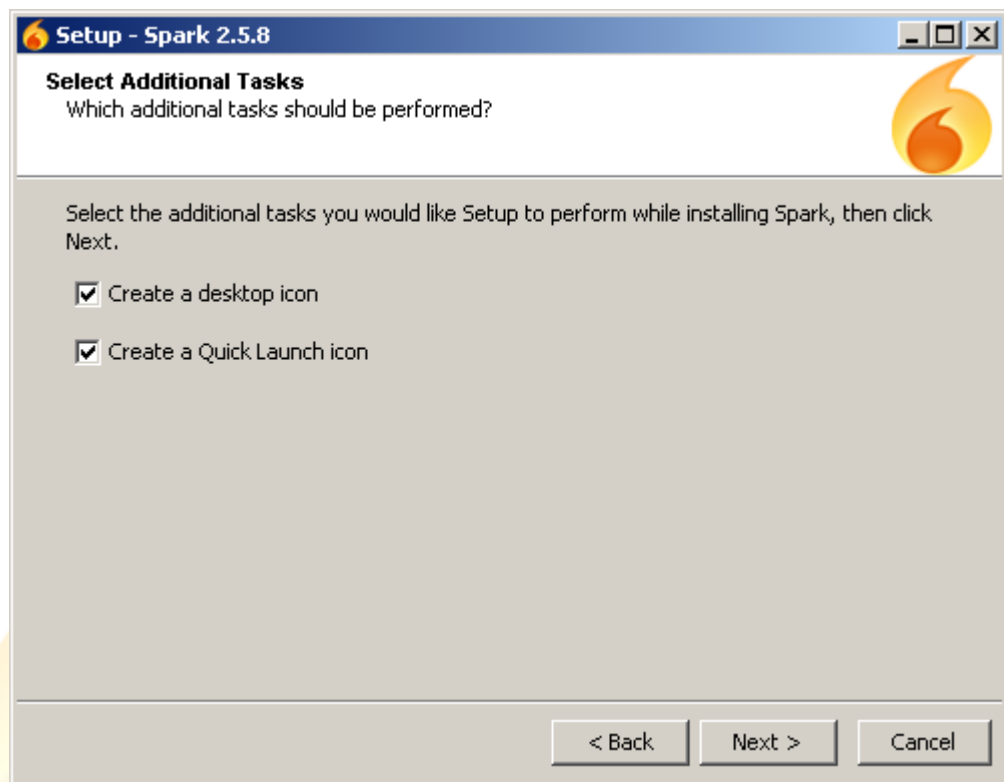 Setup - Spark 2.5.8
Select Additional Tasks
Which additional tasks should be performed?
Select the additional tasks you would like Setup to perform while installing Spark, then click
Next.
Create a desktop icon
Create a Quick Launch icon
< Back Next > Cancel